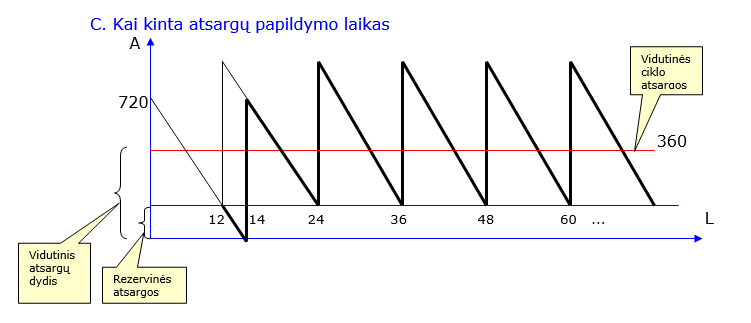 C. Kai kinta atsargų papildymo laikas
A
Vidutinės
ciklo
atsargos
720
360
12 14 24 36 48 60 ...
L
Vidutinis
atsargų
dydis
Rezervinės
atsargos